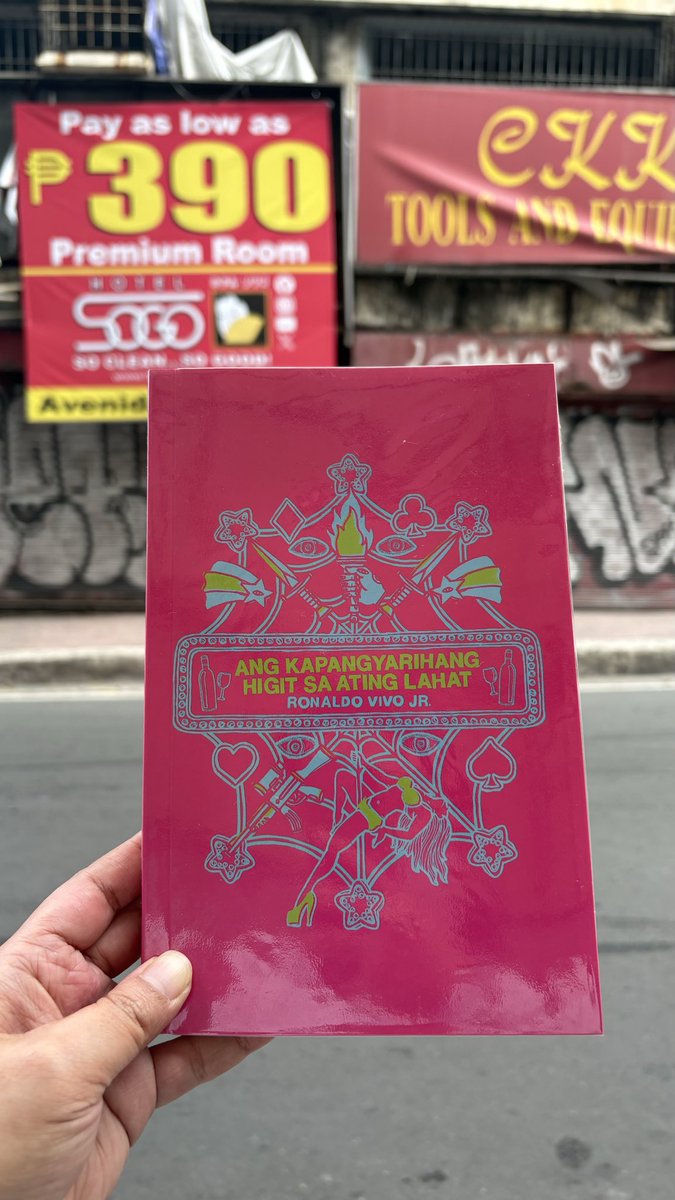 Pay as low as
₱390
Premium Room
HOTEL
SOGO
SO CLEAN...SO GOOD!
Avenid
CKK
TOOLS AND EQUI
ANG KAPANGYARIHANG
HIGIT SA ATING LAHAT
RONALDO VIVO JR.